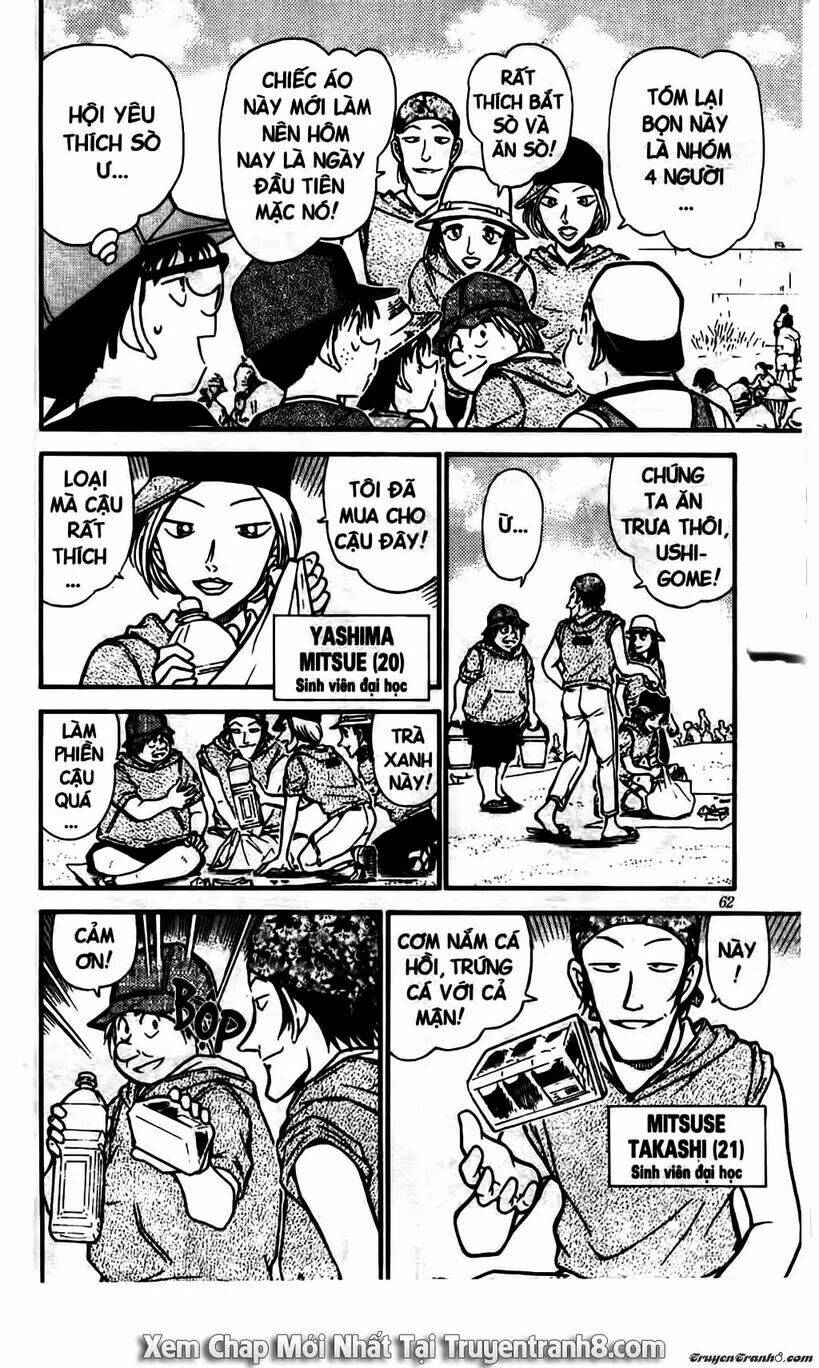 TÓM LẠI
BỌN NÀY
LÀ NHÓM
4 NGƯỜI
...
RẤT
THÍCH BẮT
SÒ VÀ
ĂN SÒ!
CHIẾC ÁO
NÀY MỚI LÀM
NÊN HÔM
NAY LÀ NGÀY
ĐẦU TIÊN
MẶC NÓ!
HỘI YÊU
THÍCH SÒ
Ư...
CHÚNG
TA ĂN
TRƯA THÔI,
USHI-
GOME!
Ừ...
TÔI ĐÃ
MUA CHO
CẬU ĐÂY!
LOẠI
MÀ CẬU
RẤT
THÍCH
...
YASHIMA
MITSUE (20)
Sinh viên đại học
TRÀ
XANH
NÀY!
LÀM
PHIỀN
CẬU
QUÁ
...
62
NÀY
!
CƠM NẮM CÁ
HỒI, TRỨNG
CÁ VỚI CẢ
MẬN!
MITSUSE
TAKASHI (21)
Sinh viên đại học
BỘP
CẢM
ƠN!
Xem Chap Mới Nhất Tại Truyentranh8.com
TruyenTranh8.com